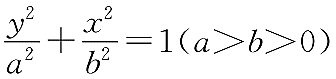 y²/a² + x²/b² = 1(a>b>0)